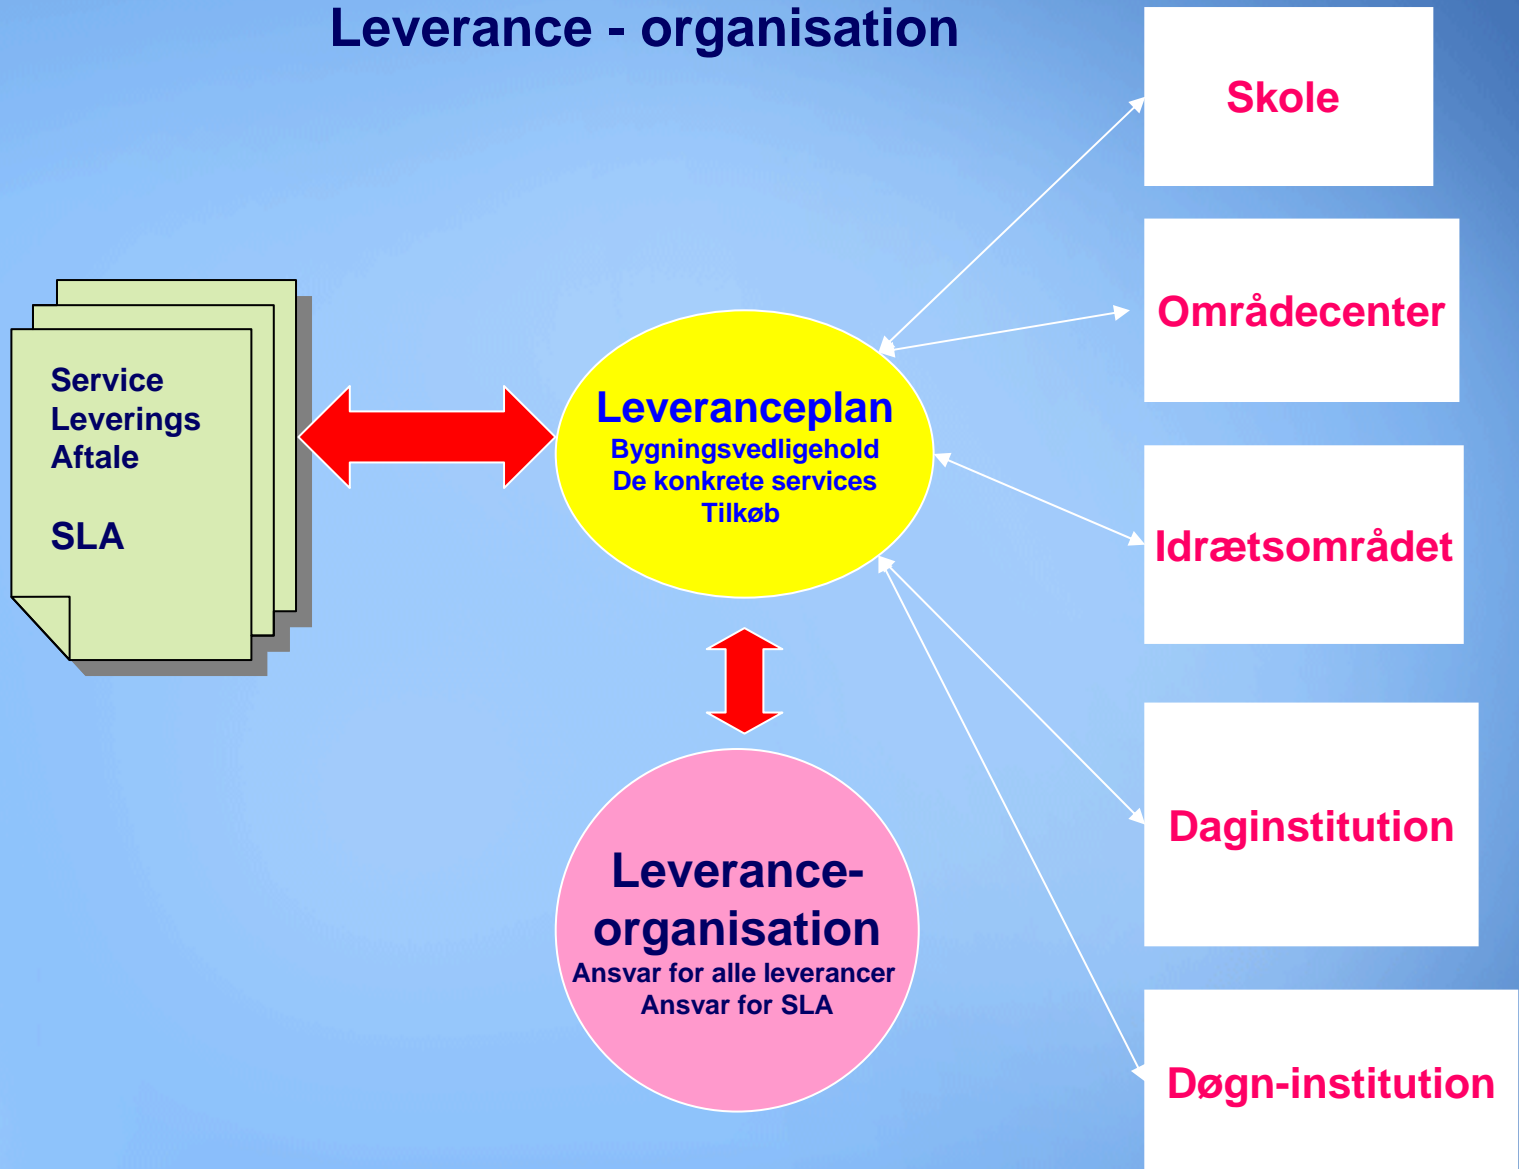 Leverance - organisation
Service
Leverings
Aftale
SLA
Leveranceplan
Bygningsvedligehold
De konkrete services
Tilkøb
Leverance-
organisation
Ansvar for alle leverancer
Ansvar for SLA
Skole
Områdecenter
Idrætsområdet
Daginstitution
Døgn-institution